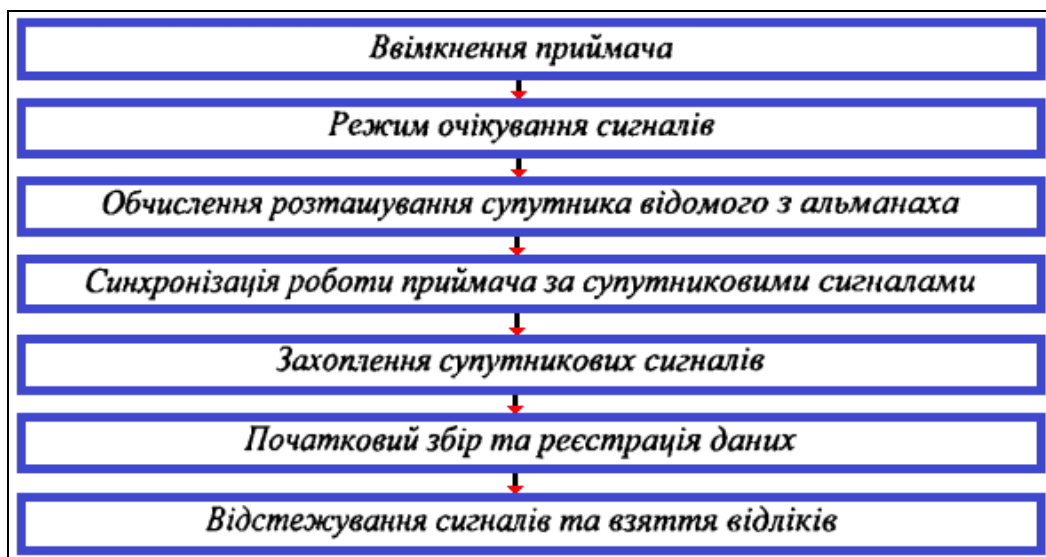 Ввімкнення приймача
Режим очікування сигналів
Обчислення розташування супутника відомого з альманаха
Синхронізація роботи приймача за супутниковими сигналами
Захоплення супутникових сигналів
Початковий збір та реєстрація даних
Відстежування сигналів та взяття відліків